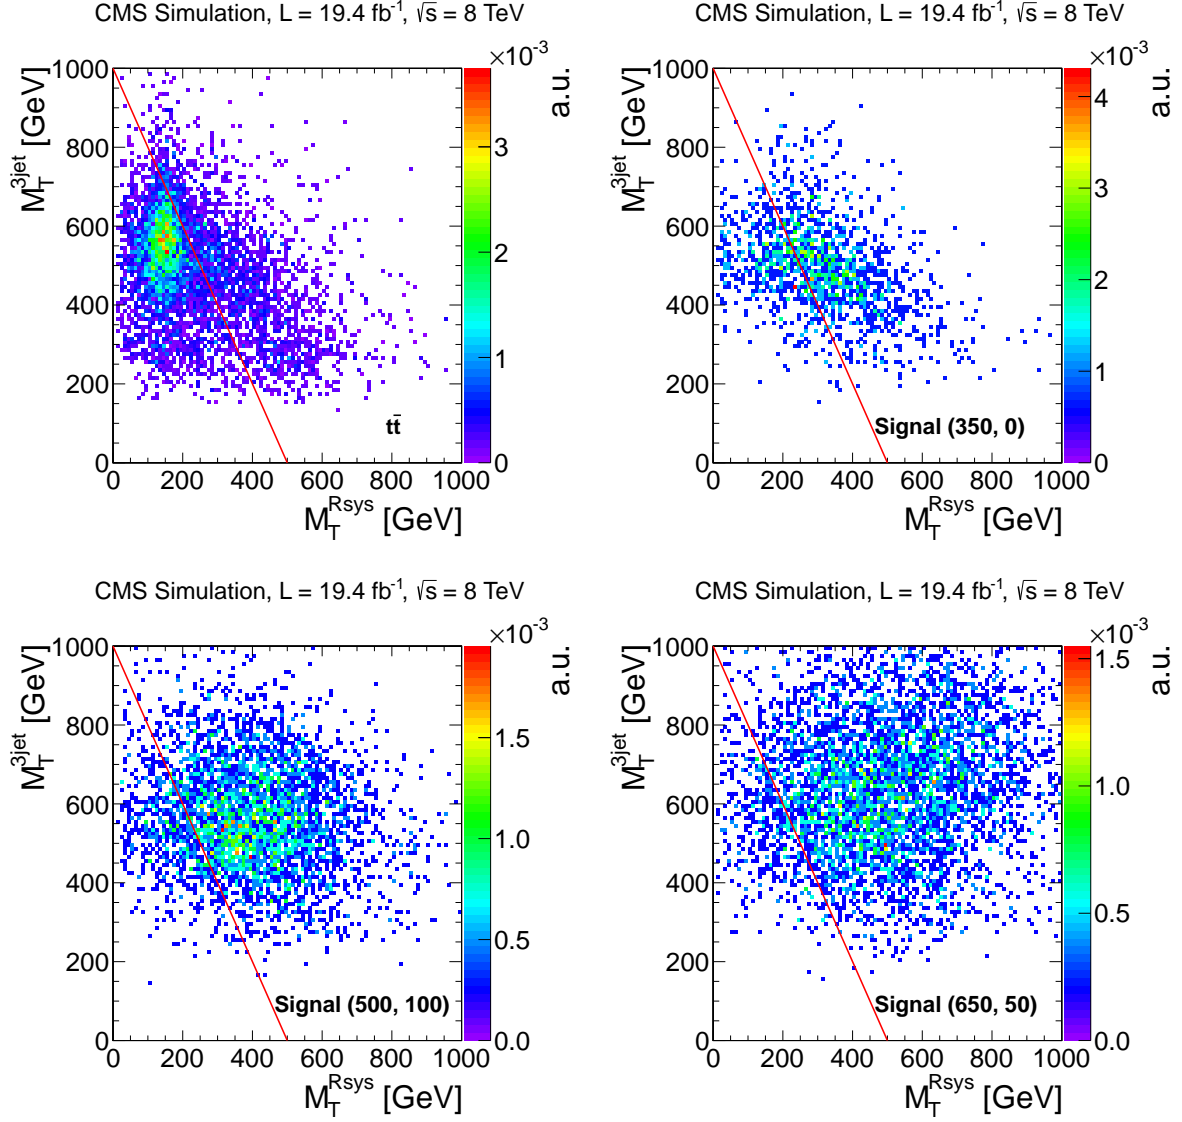 CMS Simulation, L = 19.4 fb⁻¹, √s = 8 TeV
×10⁻³
a.u.
M_T^3jet [GeV]
1000
800
600
400
200
0
3
2
1
0
tt̄
0 200 400 600 800 1000
M_T^Rsys [GeV]
CMS Simulation, L = 19.4 fb⁻¹, √s = 8 TeV
×10⁻³
a.u.
M_T^3jet [GeV]
1000
800
600
400
200
0
4
3
2
1
0
Signal (350, 0)
0 200 400 600 800 1000
M_T^Rsys [GeV]
CMS Simulation, L = 19.4 fb⁻¹, √s = 8 TeV
×10⁻³
a.u.
M_T^3jet [GeV]
1000
800
600
400
200
0
1.5
1.0
0.5
0.0
Signal (500, 100)
0 200 400 600 800 1000
M_T^Rsys [GeV]
CMS Simulation, L = 19.4 fb⁻¹, √s = 8 TeV
×10⁻³
a.u.
M_T^3jet [GeV]
1000
800
600
400
200
0
1.5
1.0
0.5
0.0
Signal (650, 50)
0 200 400 600 800 1000
M_T^Rsys [GeV]